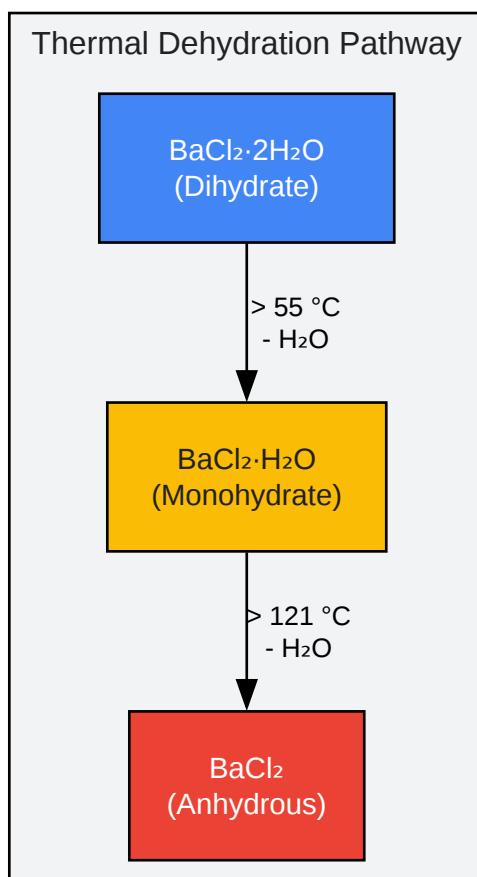 Thermal Dehydration Pathway
BaCl₂·2H₂O
(Dihydrate)
> 55 °C
- H₂O
BaCl₂·H₂O
(Monohydrate)
> 121 °C
- H₂O
BaCl₂
(Anhydrous)